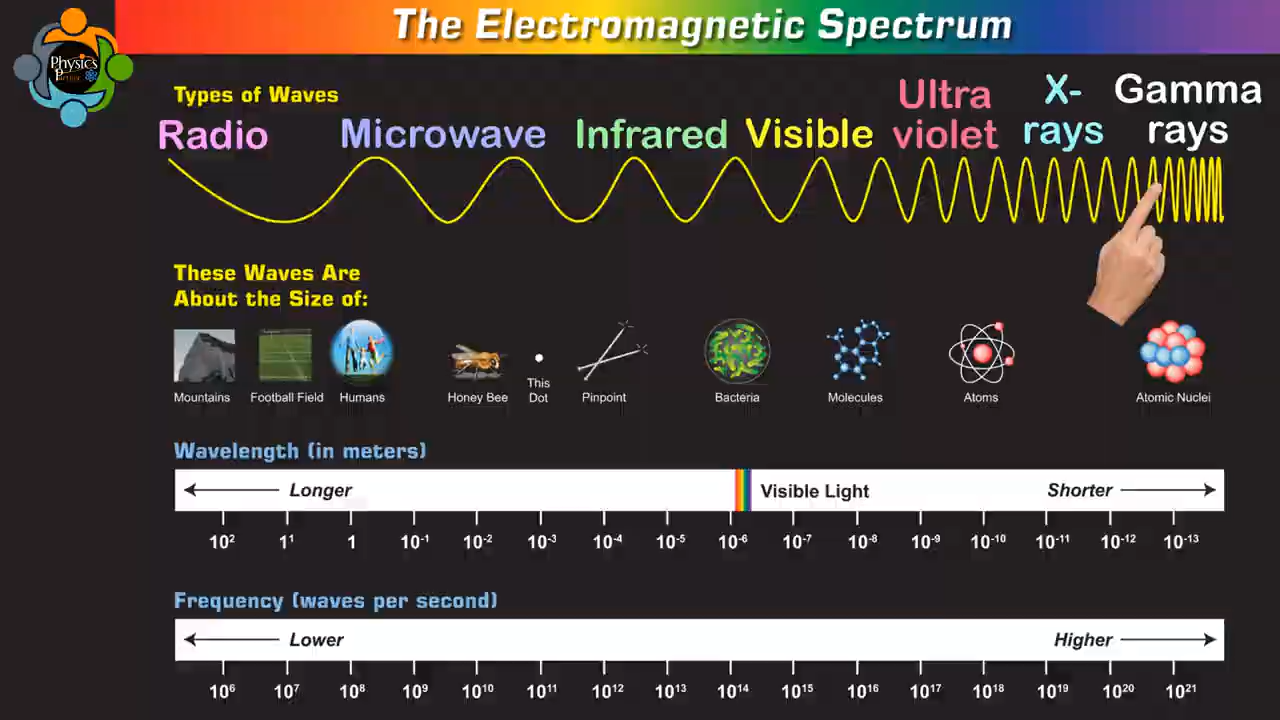 The Electromagnetic Spectrum
Physics
Types of Waves
Radio
Microwave
Infrared
Visible
Ultra
violet
X-
rays
Gamma
rays
These Waves Are
About the Size of:
Mountains
Football Field
Humans
Honey Bee
This
Dot
Pinpoint
Bacteria
Molecules
Atoms
Atomic Nuclei
Wavelength (in meters)
Longer
Visible Light
Shorter
10² 1¹ 1 10⁻¹ 10⁻² 10⁻³ 10⁻⁴ 10⁻⁵ 10⁻⁶ 10⁻⁷ 10⁻⁸ 10⁻⁹ 10⁻¹⁰ 10⁻¹¹ 10⁻¹² 10⁻¹³
Frequency (waves per second)
Lower
Higher
10⁶ 10⁷ 10⁸ 10⁹ 10¹⁰ 10¹¹ 10¹² 10¹³ 10¹⁴ 10¹⁵ 10¹⁶ 10¹⁷ 10¹⁸ 10¹⁹ 10²⁰ 10²¹